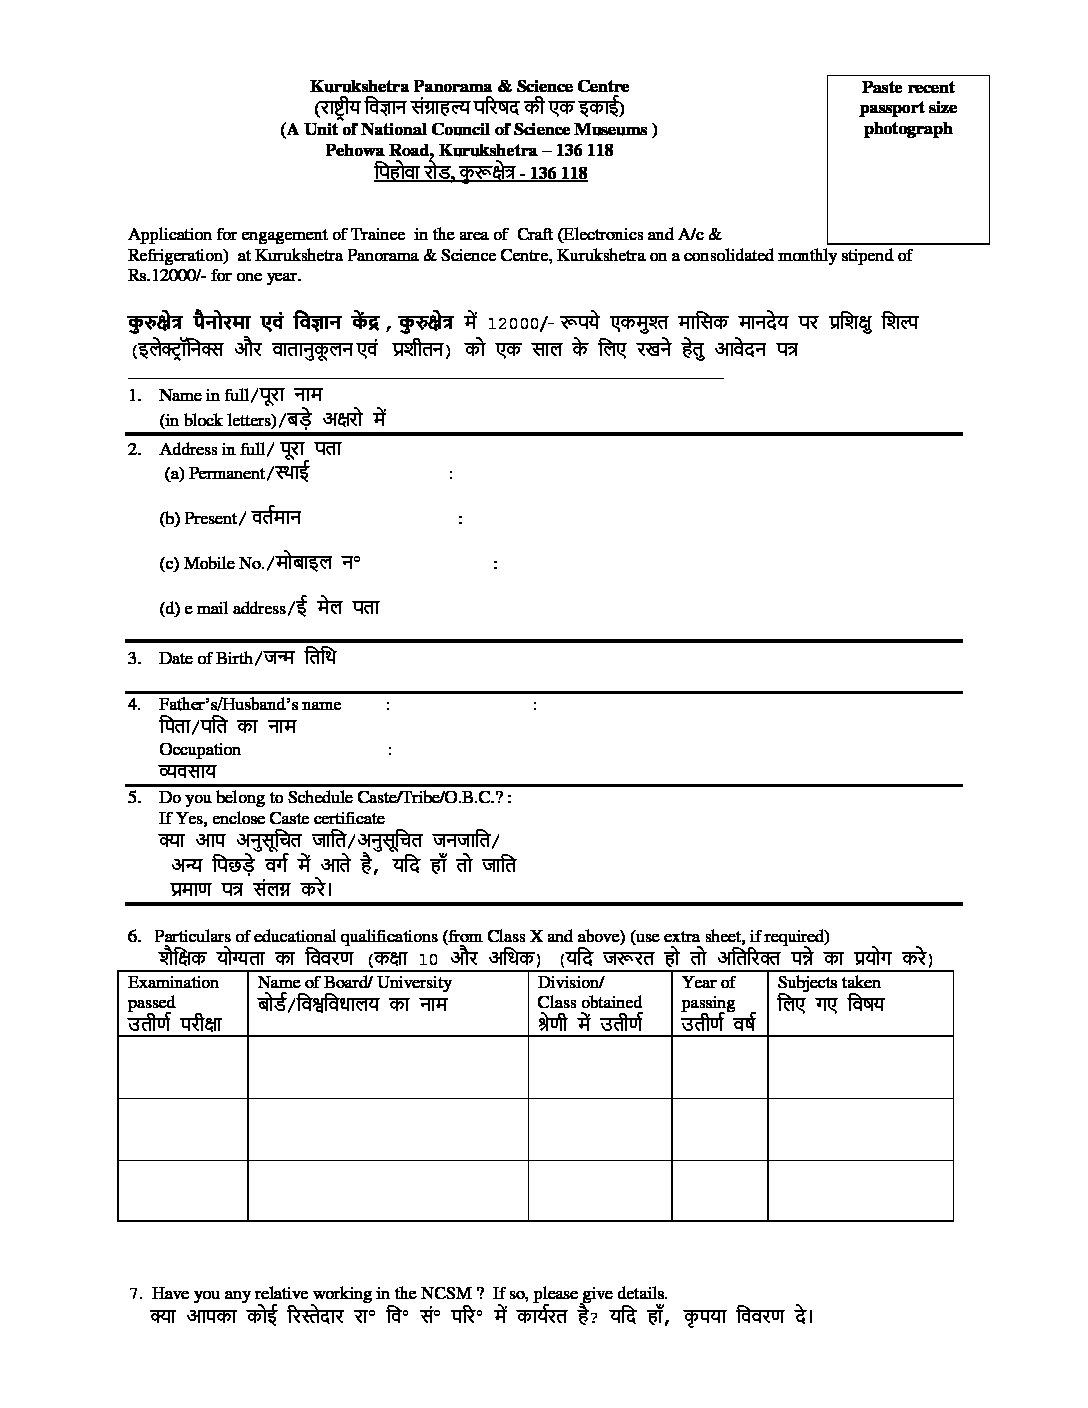 Kurukshetra Panorama & Science Centre
(राष्ट्रीय विज्ञान संग्राहल्य परिषद की एक इकाई)
(A Unit of National Council of Science Museums )
Pehowa Road, Kurukshetra – 136 118
पिहोवा रोड, कुरूक्षेत्र - 136 118
Paste recent
passport size
photograph
Application for engagement of Trainee in the area of Craft (Electronics and A/c &
Refrigeration) at Kurukshetra Panorama & Science Centre, Kurukshetra on a consolidated monthly stipend of
Rs.12000/- for one year.
कुरुक्षेत्र पैनोरमा एवं विज्ञान केंद्र , कुरुक्षेत्र में 12000/- रूपये एकमुश्त मासिक मानदेय पर प्रशिक्षु शिल्प
(इलेक्ट्रॉनिक्स और वातानुकूलन एवं प्रशीतन) को एक साल के लिए रखने हेतु आवेदन पत्र
1. Name in full/पूरा नाम
(in block letters)/बड़े अक्षरो में
2. Address in full/ पूरा पता
(a) Permanent/स्थाई :
(b) Present/ वर्तमान :
(c) Mobile No./मोबाइल न° :
(d) e mail address/ई मेल पता
3. Date of Birth/जन्म तिथि
4. Father's/Husband's name : :
पिता/पति का नाम
Occupation :
व्यवसाय
5. Do you belong to Schedule Caste/Tribe/O.B.C.? :
If Yes, enclose Caste certificate
क्या आप अनुसूचित जाति/अनुसूचित जनजाति/
अन्य पिछड़े वर्ग में आते है, यदि हाँ तो जाति
प्रमाण पत्र संलग्न करे।
6. Particulars of educational qualifications (from Class X and above) (use extra sheet, if required)
शैक्षिक योग्यता का विवरण (कक्षा 10 और अधिक) (यदि जरूरत हो तो अतिरिक्त पन्ने का प्रयोग करे)
Examination
passed
उतीर्ण परीक्षा
Name of Board/ University
बोर्ड/विश्वविधालय का नाम
Division/
Class obtained
श्रेणी में उतीर्ण
Year of
passing
उतीर्ण वर्ष
Subjects taken
लिए गए विषय
7. Have you any relative working in the NCSM ? If so, please give details.
क्या आपका कोई रिस्तेदार रा° वि° सं° परि° में कार्यरत है? यदि हाँ, कृपया विवरण दे।